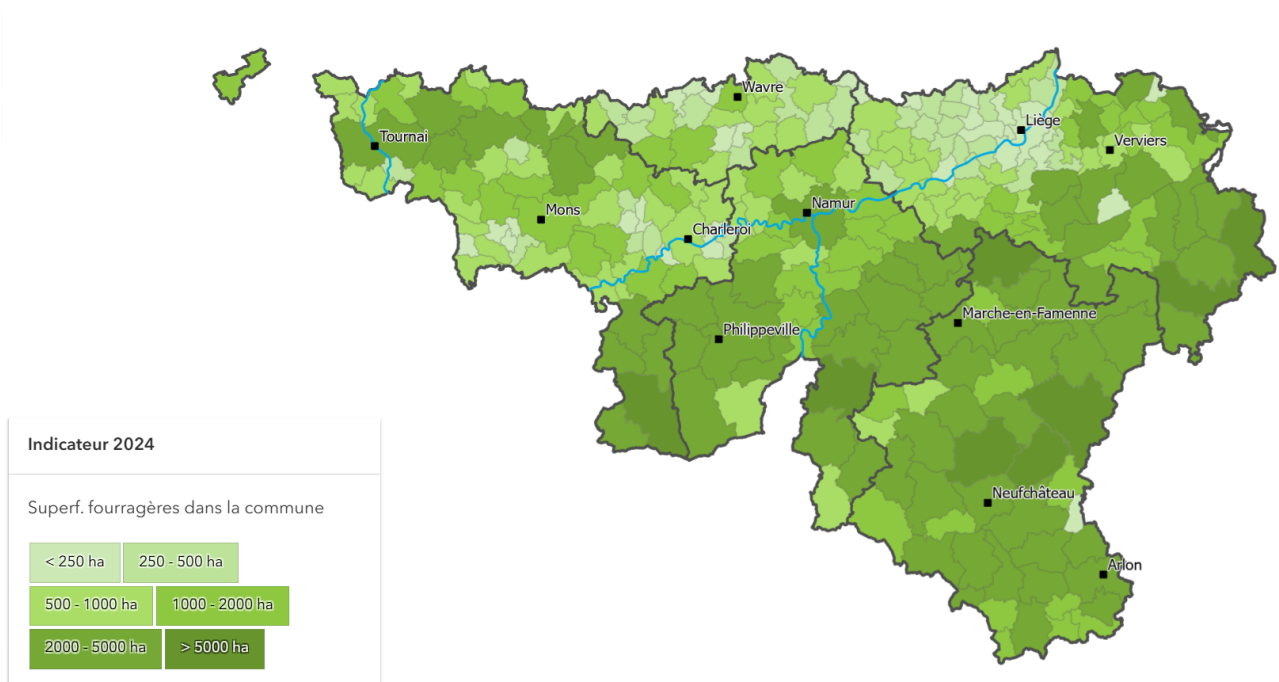 Wavre
Liège
Tournai
Verviers
Namur
Mons
Charleroi
Marche-en-Famenne
Philippeville
Indicateur 2024
Neufchâteau
Superf. fourragères dans la commune
< 250 ha 250 - 500 ha
Arlon
500 - 1000 ha 1000 - 2000 ha
2000 - 5000 ha > 5000 ha